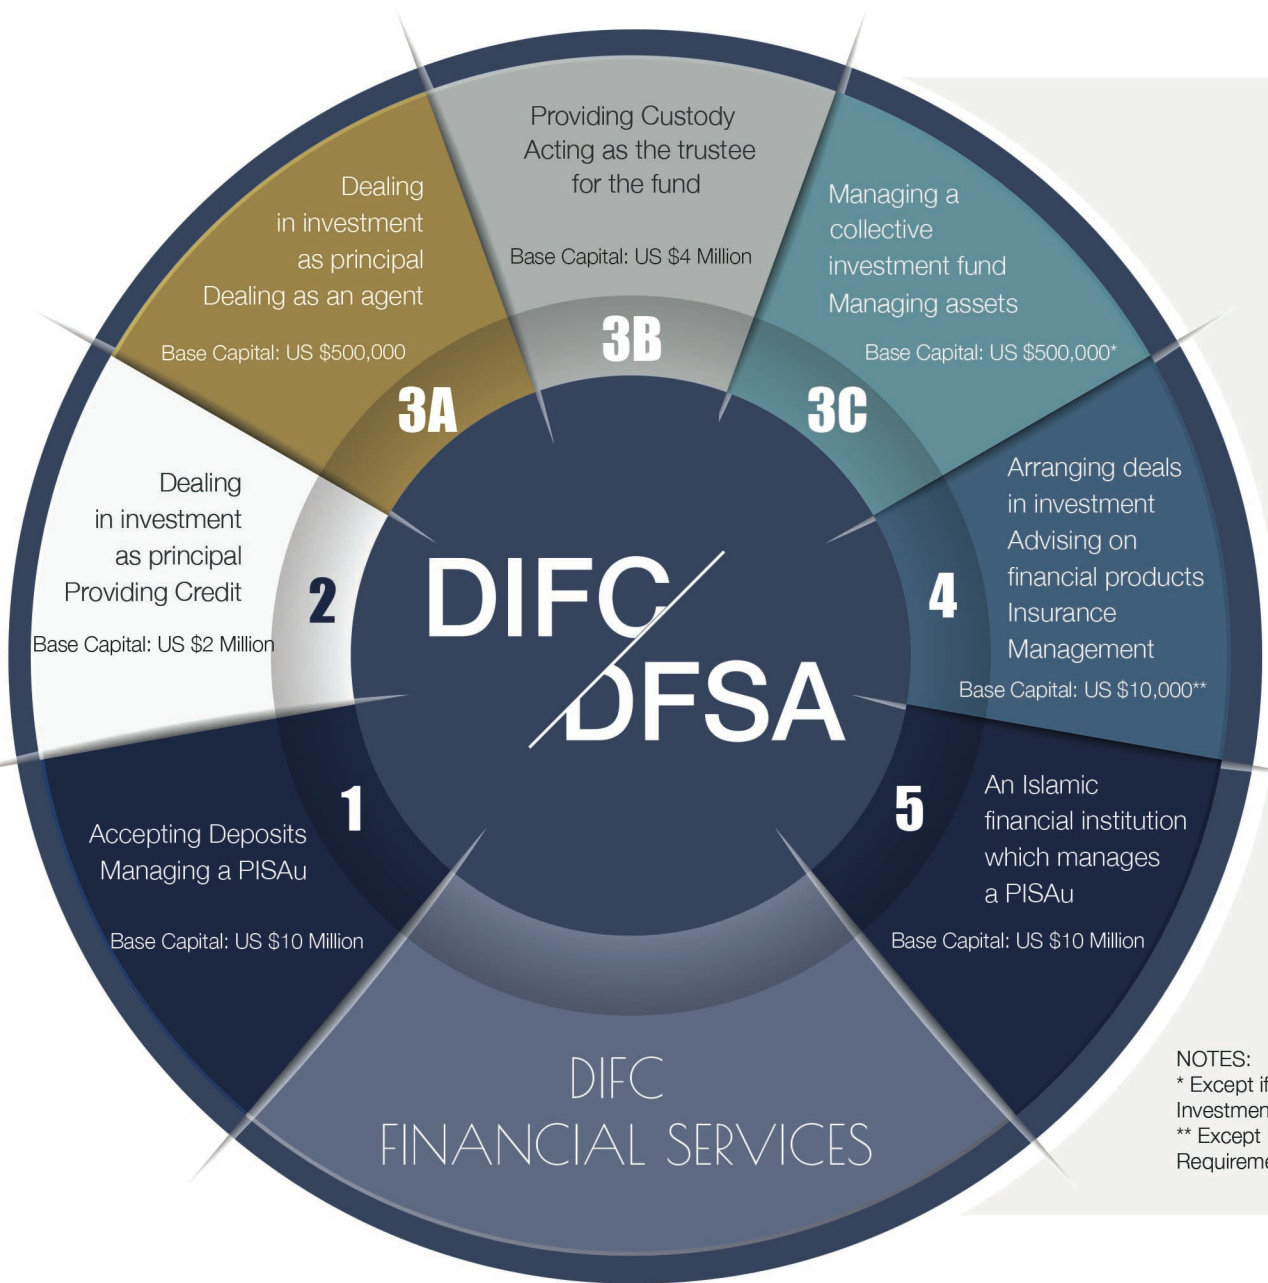 Providing Custody
Acting as the trustee
for the fund
Base Capital: US $4 Million
3B
Dealing
in investment
as principal
Dealing as an agent
Base Capital: US $500,000
3A
Managing a
collective
investment fund
Managing assets
Base Capital: US $500,000*
3C
Dealing
in investment
as principal
Providing Credit
Base Capital: US $2 Million
2
Arranging deals
in investment
Advising on
financial products
Insurance
Management
Base Capital: US $10,000**
4
DIFC
DFSA
Accepting Deposits
Managing a PISAu
Base Capital: US $10 Million
1
An Islamic
financial institution
which manages
a PISAu
Base Capital: US $10 Million
5
DIFC
FINANCIAL SERVICES
NOTES:
* Except if
Investmen
** Except
Requireme